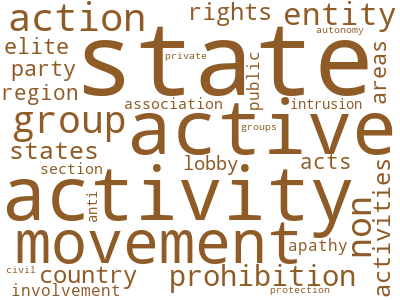 action
rights
entity
autonomy
elite
state
private
public
areas
party
region
association
intrusion
group
active
groups
states
lobby
acts
section
activity
anti
non
activities
movement
apathy
civil
country
prohibition
involvement
protection